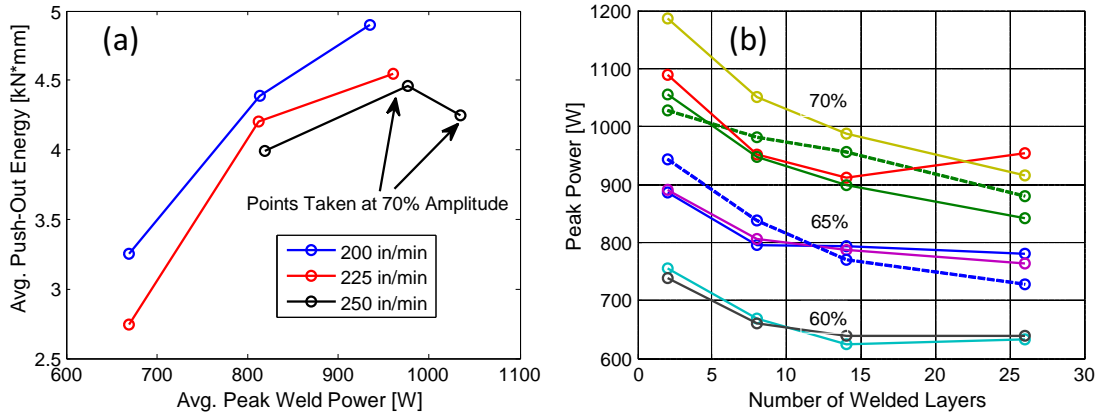 (a)
Avg. Push-Out Energy [kN*mm]
5
4.5
4
3.5
3
2.5
600
700
800
900
1000
1100
Avg. Peak Weld Power [W]
Points Taken at 70% Amplitude
200 in/min
225 in/min
250 in/min
(b)
Peak Power [W]
1200
1100
1000
900
800
700
600
70%
65%
60%
0
5
10
15
20
25
30
Number of Welded Layers